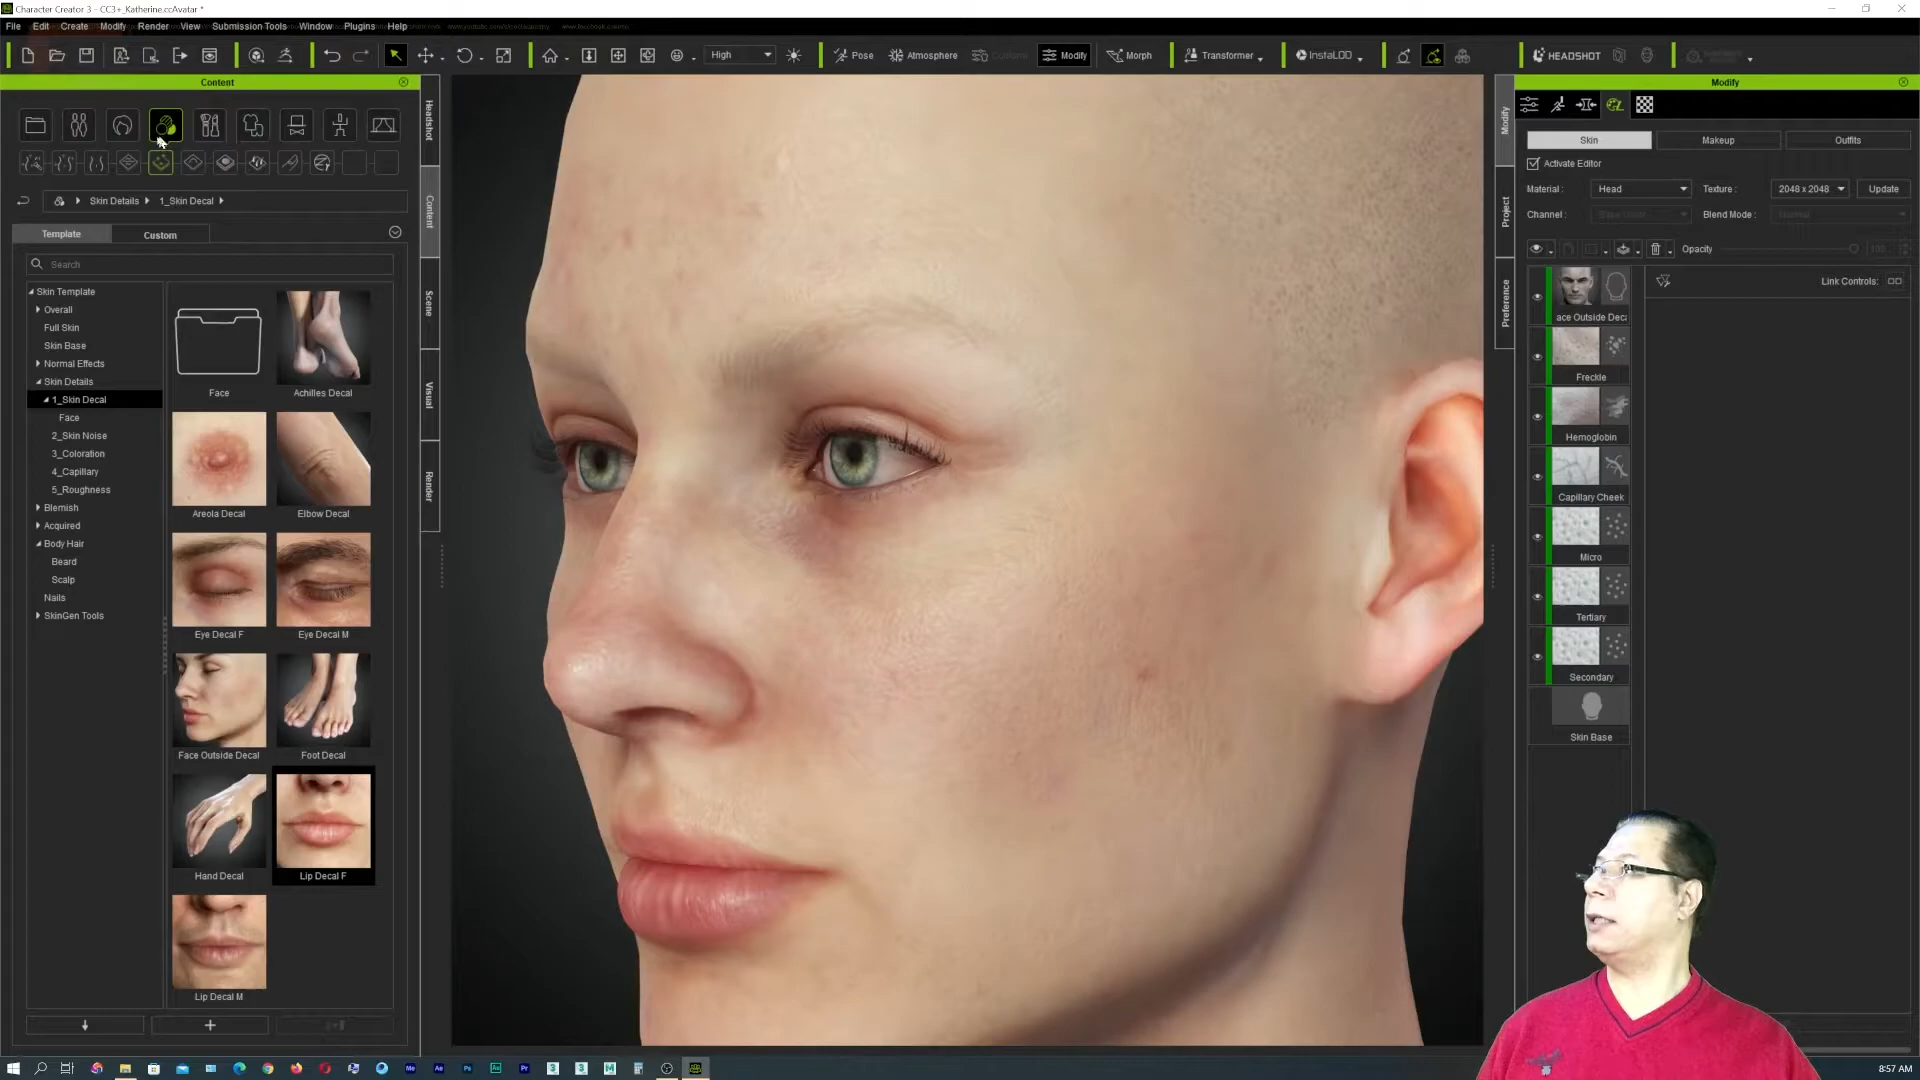 Character Creator 3 - CC3+_Katherine.ccAvatar *
File Edit Create Modify Render View Submission Tools Window Plugins Help
High Pose Atmosphere Modify Morph Transformer InstaLOD HEADSHOT
Content
Skin Details 1_Skin Decal
Template Custom
Search
Skin Template
Overall
Full Skin
Skin Base
Normal Effects
Skin Details
1_Skin Decal
Face
2_Skin Noise
3_Coloration
4_Capillary
5_Roughness
Blemish
Acquired
Body Hair
Beard
Scalp
Nails
SkinGen Tools
Face Achilles Decal
Areola Decal Elbow Decal
Eye Decal F Eye Decal M
Face Outside Decal Foot Decal
Hand Decal Lip Decal F
Lip Decal M
Headshot
Content
Scene
Visual
Render
Modify
Project
Preference
Modify
Skin Makeup Outfits
Activate Editor
Material : Head Texture : 2048 x 2048 Update
Channel : Blend Mode :
Opacity
Link Controls:
ace Outside Deca
Freckle
Hemoglobin
Capillary Cheek
Micro
Tertiary
Secondary
Skin Base
8:57 AM